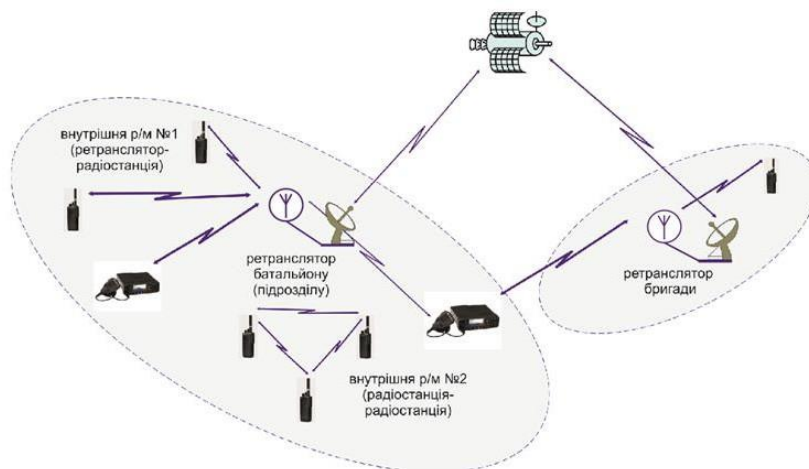 внутрішня р/м №1
(ретранслятор-
радіостанція)
ретранслятор
батальйону
(підрозділу)
ретранслятор
бригади
внутрішня р/м №2
(радіостанція-
радіостанція)